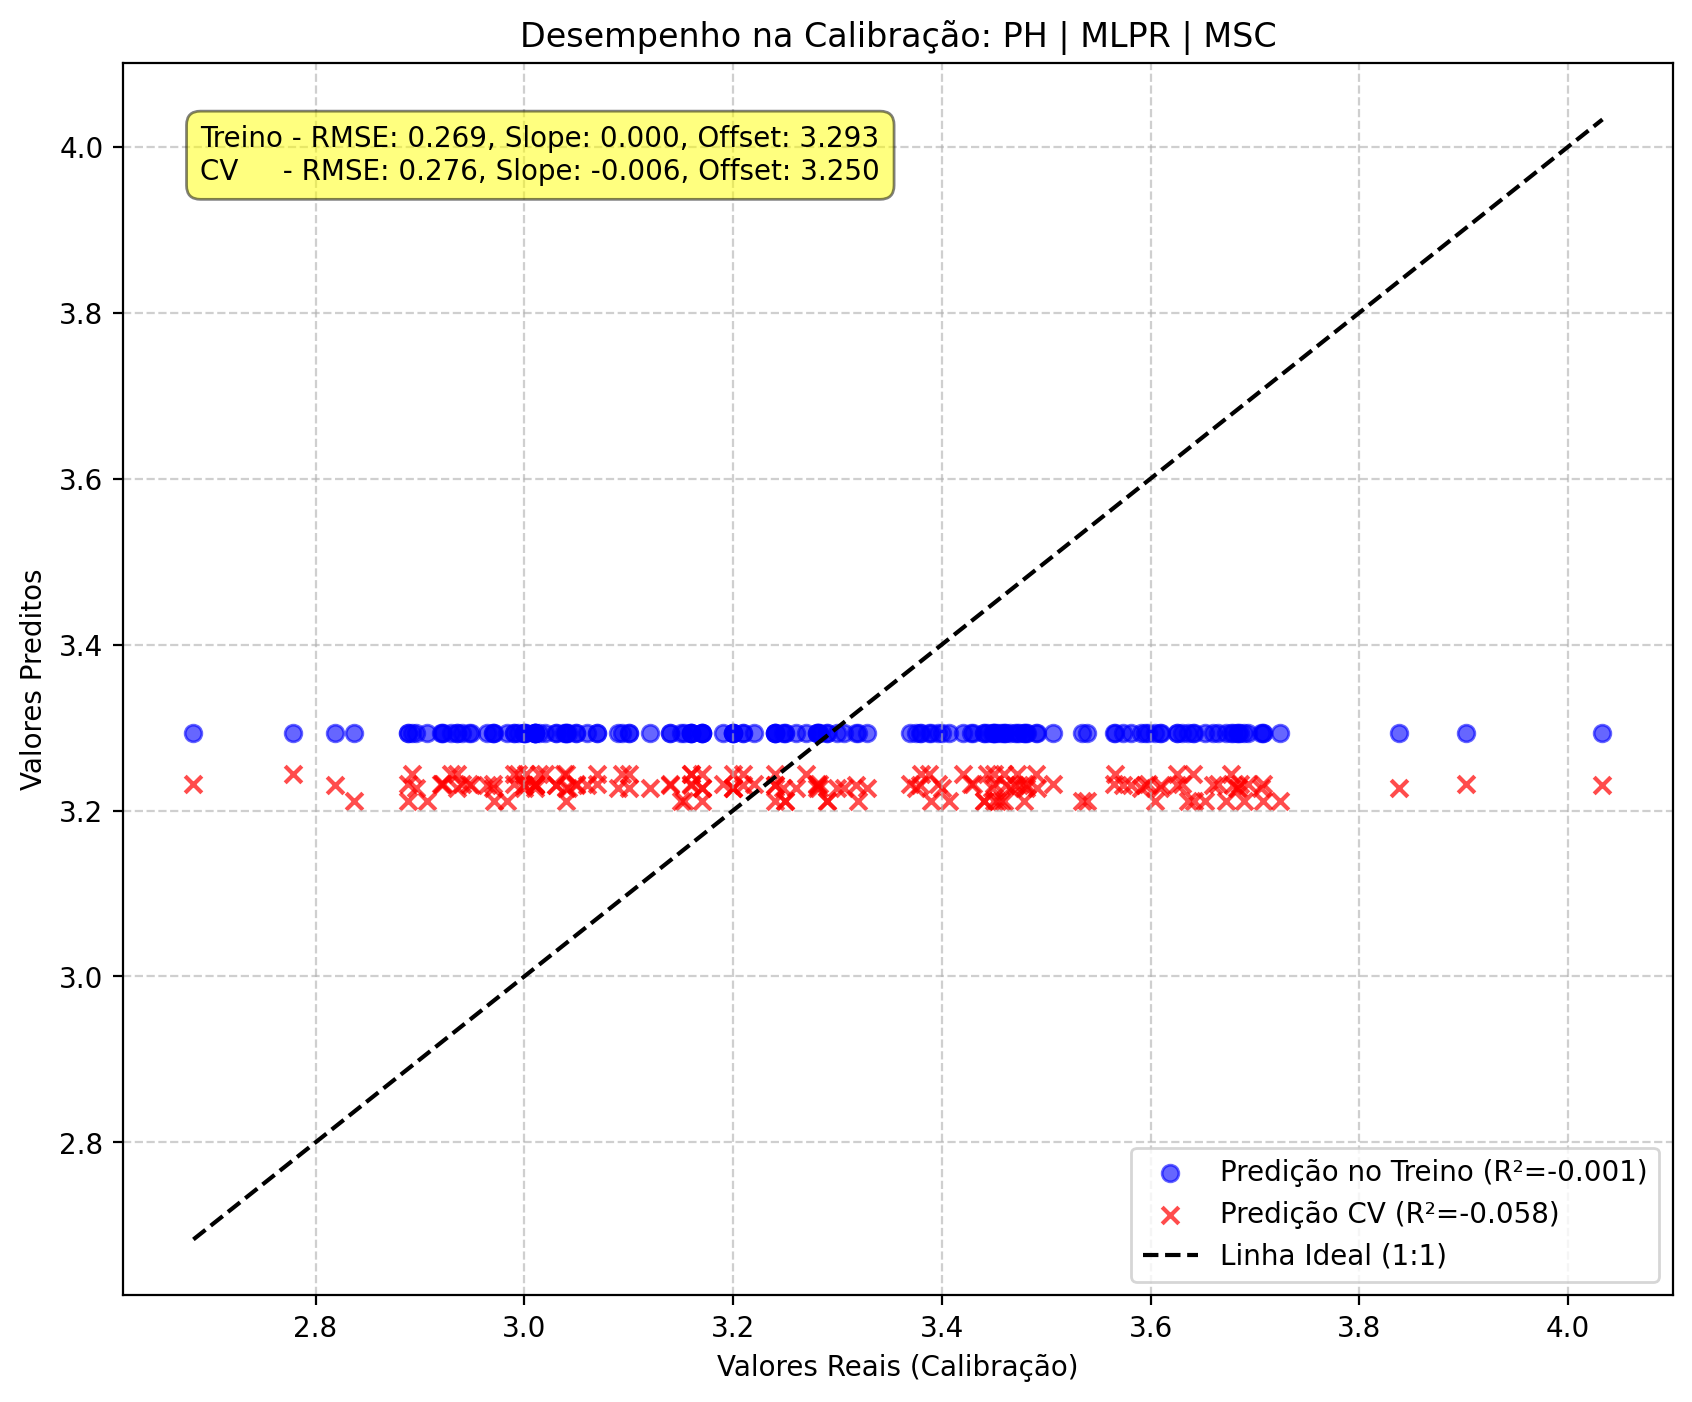 Desempenho na Calibração: PH | MLPR | MSC
Treino - RMSE: 0.269, Slope: 0.000, Offset: 3.293
CV - RMSE: 0.276, Slope: -0.006, Offset: 3.250
Valores Preditos
4.0
3.8
3.6
3.4
3.2
3.0
2.8
Predição no Treino (R²=-0.001)
Predição CV (R²=-0.058)
Linha Ideal (1:1)
2.8 3.0 3.2 3.4 3.6 3.8 4.0
Valores Reais (Calibração)